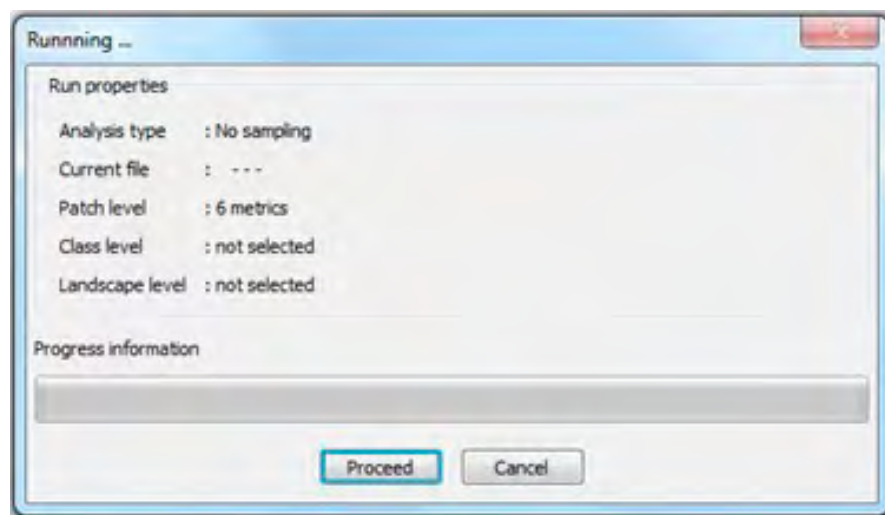 Runnning ...
Run properties
Analysis type : No sampling
Current file : - - -
Patch level : 6 metrics
Class level : not selected
Landscape level : not selected
Progress information
Proceed Cancel